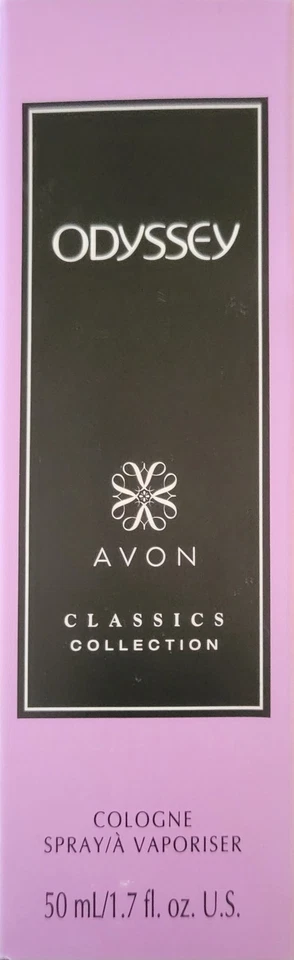 ODYSSEY
AVON
CLASSICS
COLLECTION
COLOGNE
SPRAY/À VAPORISER
50 mL/1.7 fl. oz. U.S.